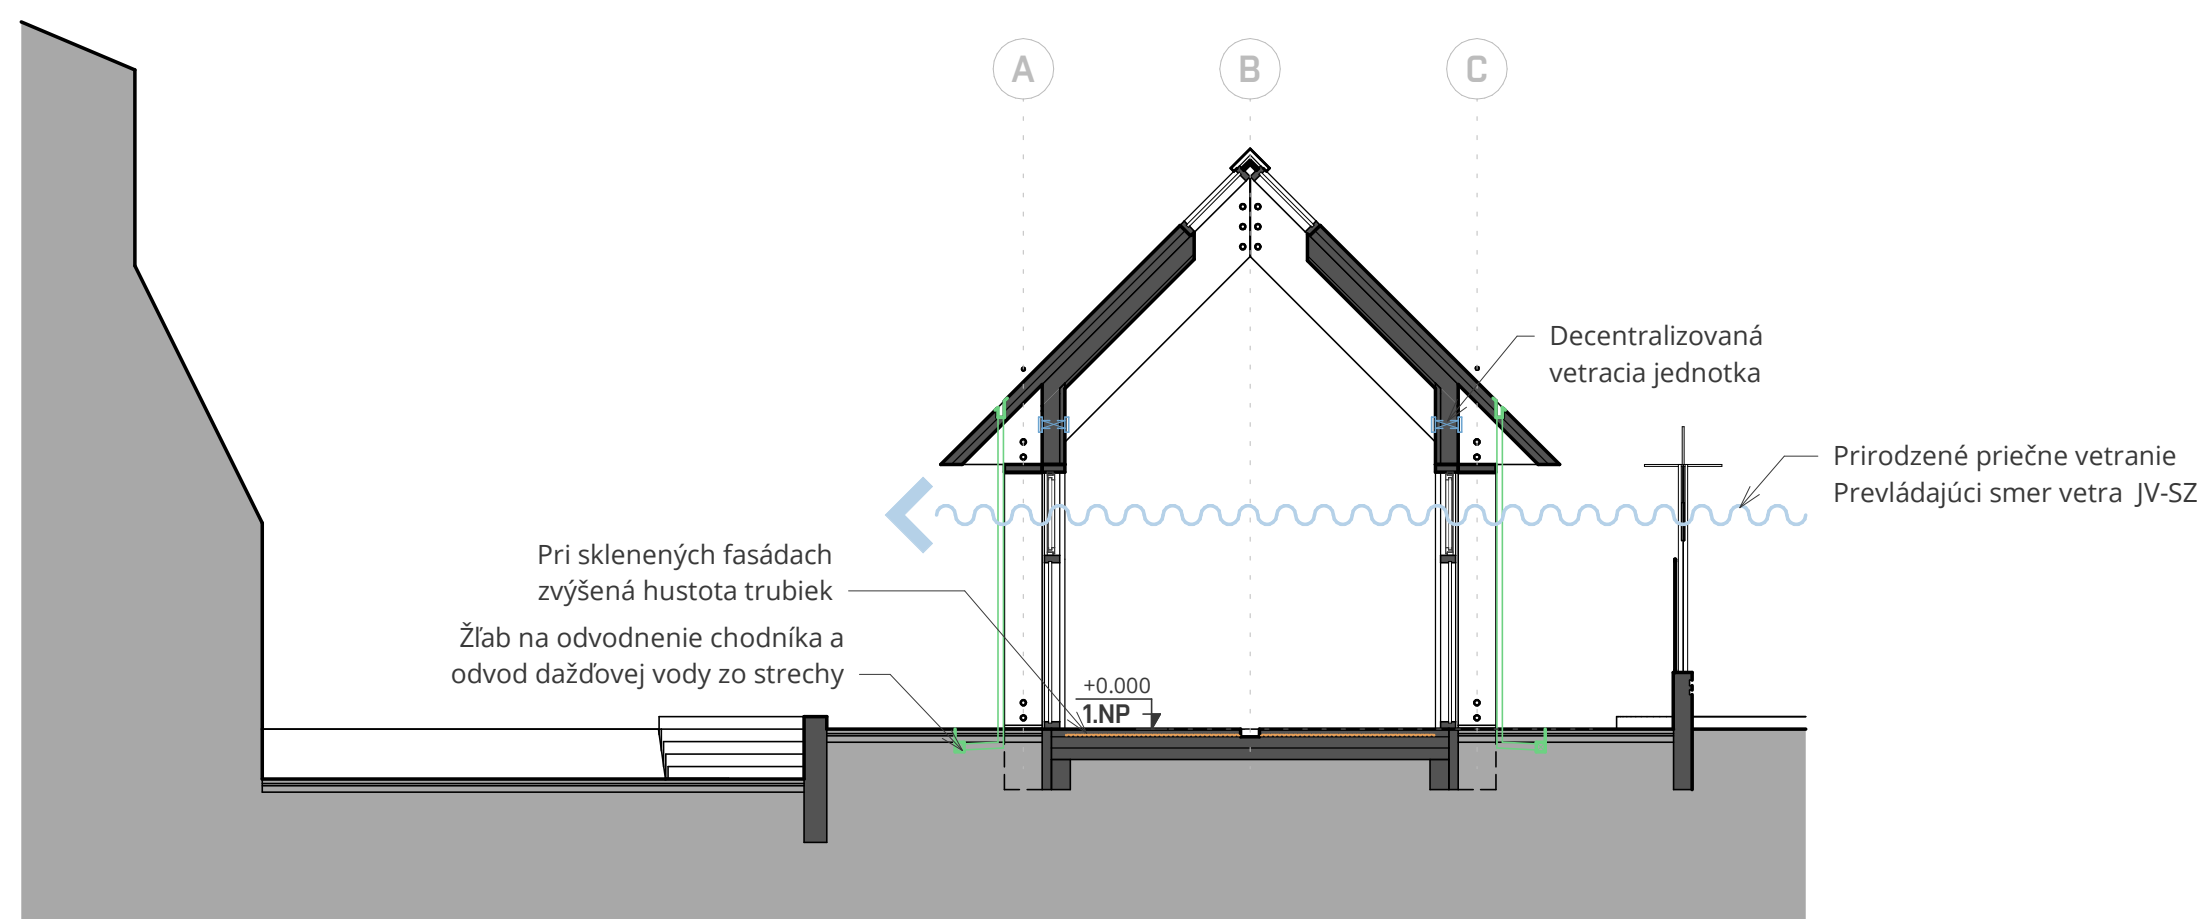 A
B
C
Decentralizovaná
vetracia jednotka
Prirodzené priečne vetranie
Prevládajúci smer vetra JV-SZ
Pri sklenených fasádach
zvýšená hustota trubiek
Žľab na odvodnenie chodníka a
odvod dažďovej vody zo strechy
+0.000
1.NP